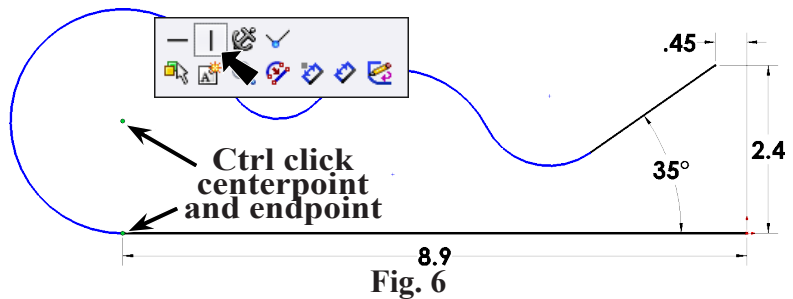 .45
Ctrl click
centerpoint
and endpoint
35°
2.4
8.9
Fig. 6